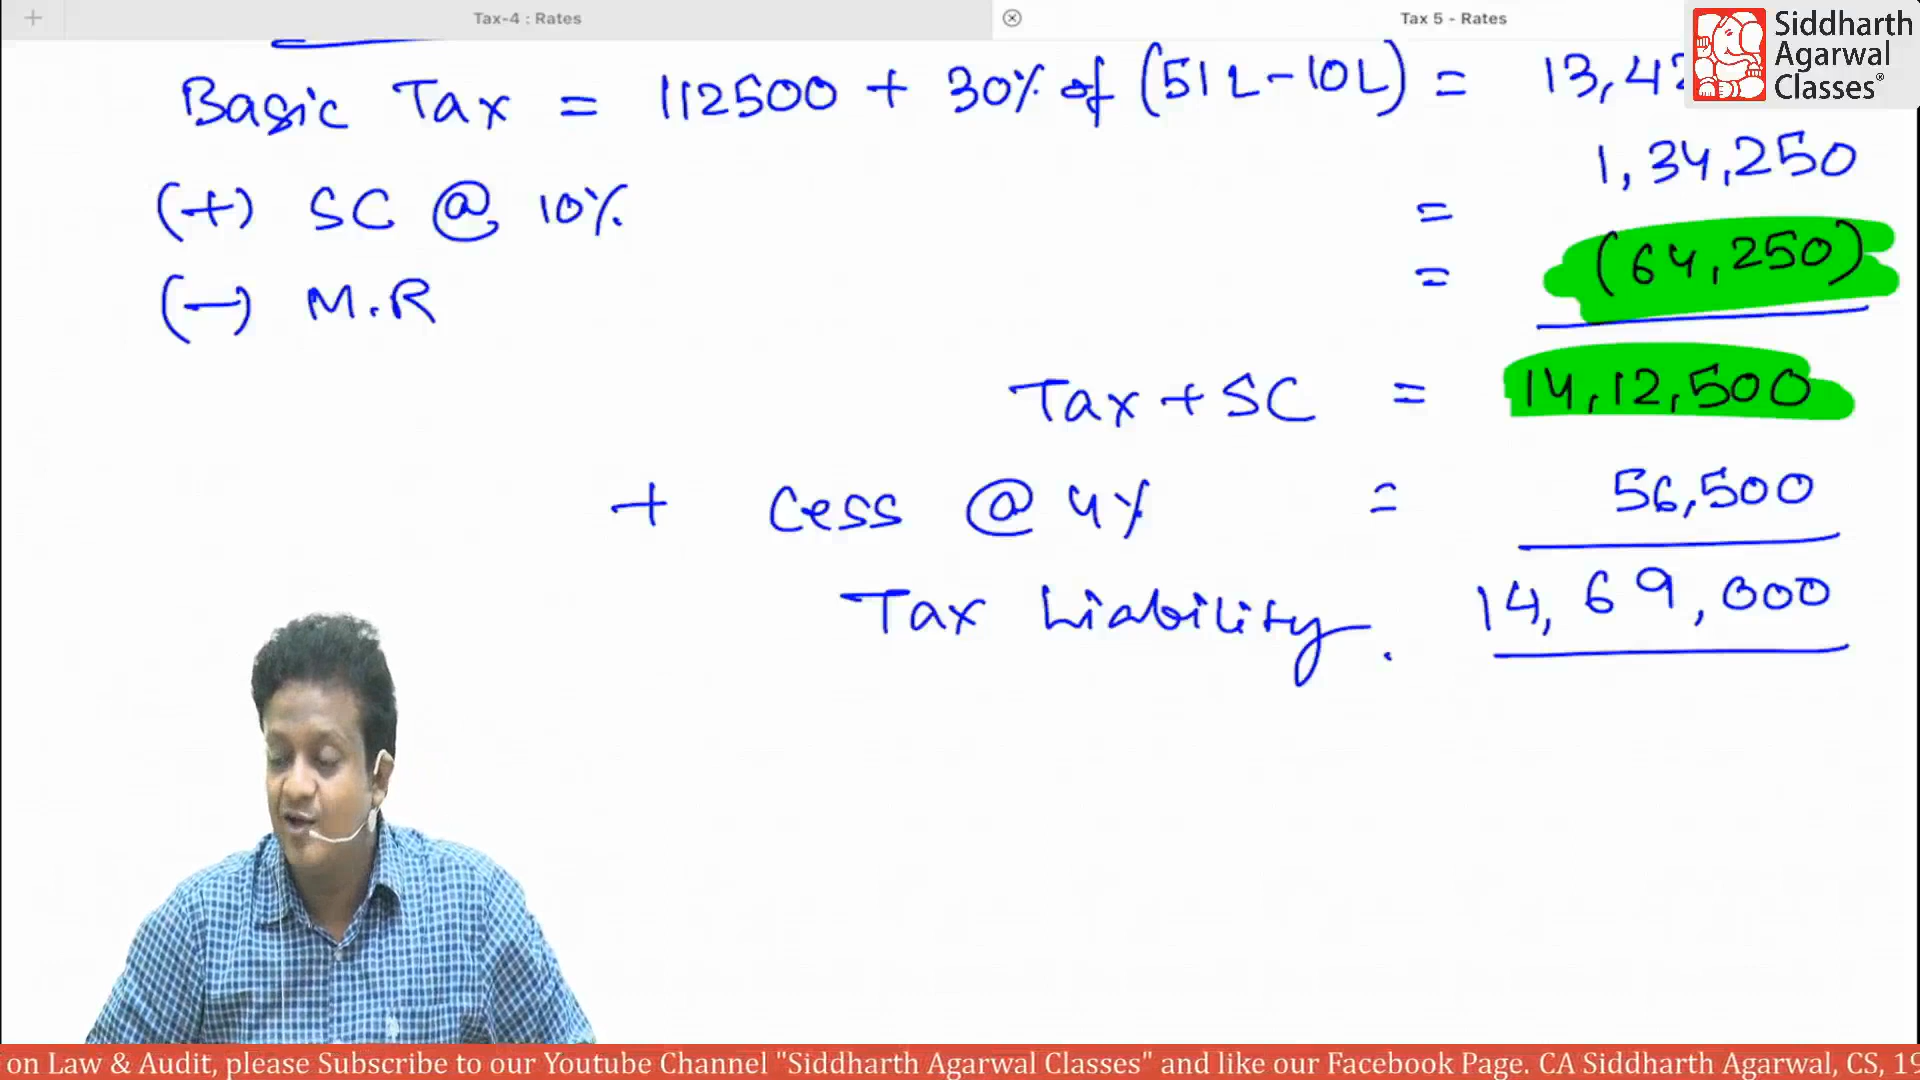 Tax-4 : Rates
Tax 5 - Rates
Siddharth
Agarwal
Classes®
Basic Tax = 112500 + 30% of (51L-10L) = 13,42
(+) SC @ 10% = 1,34,250
(-) M.R = (64,250)
Tax + SC = 14,12,500
+ Cess @ 4% = 56,500
Tax Liability. 14,69,000
on Law & Audit, please Subscribe to our Youtube Channel "Siddharth Agarwal Classes" and like our Facebook Page. CA Siddharth Agarwal, CS, 19